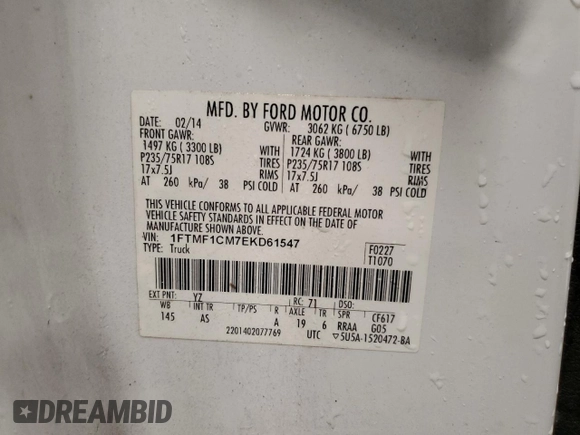 MFD. BY FORD MOTOR CO.
DATE: 02/14 GVWR: 3062 KG ( 6750 LB)
FRONT GAWR: REAR GAWR:
1497 KG ( 3300 LB) WITH 1724 KG ( 3800 LB) WITH
P235/75R17 108S TIRES P235/75R17 108S TIRES
17x7.5J RIMS 17x7.5J RIMS
AT 260 kPa/ 38 PSI COLD AT 260 kPa/ 38 PSI COLD
THIS VEHICLE CONFORMS TO ALL APPLICABLE FEDERAL MOTOR
VEHICLE SAFETY STANDARDS IN EFFECT ON THE DATE OF
MANUFACTURE SHOWN ABOVE.
VIN: 1FTMF1CM7EKD61547 F0227
TYPE: Truck T1070
EXT PNT: YZ RC: 71 DSO:
WB INT TR TP/PS R AXLE TR SPR CF617
145 AS A 19 6 RRAA G05
2201402077769 UTC ▽5U5A-1520472-BA
DREAMBID